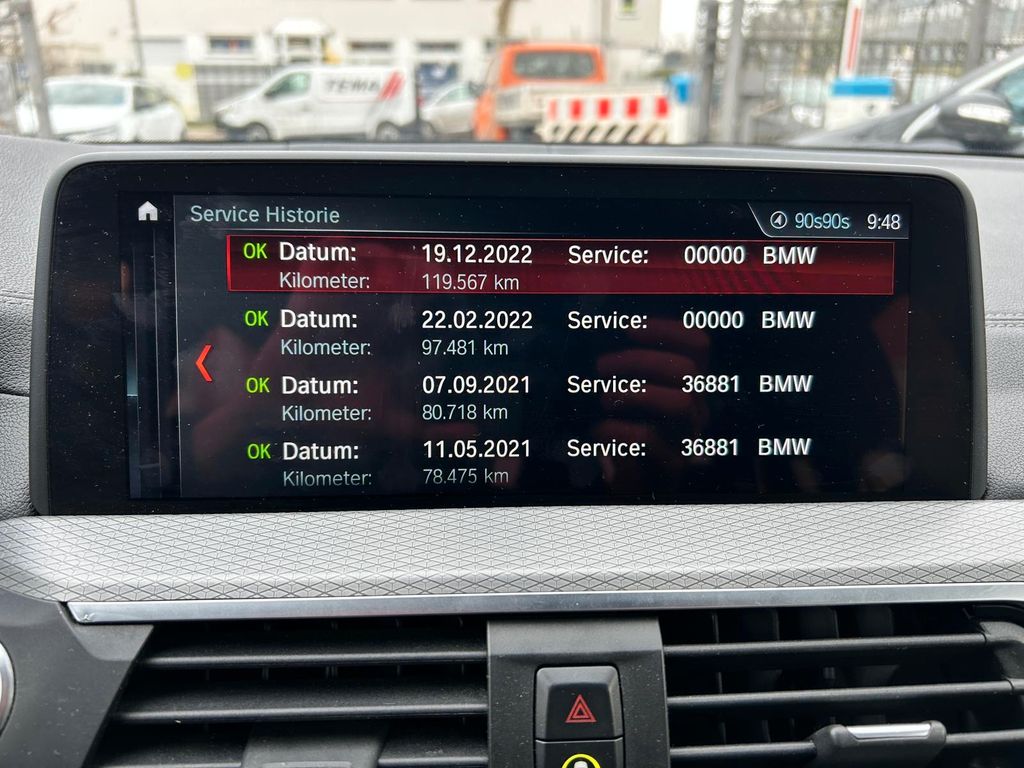 TEMA
Service Historie
90s90s 9:48
OK Datum: 19.12.2022 Service: 00000 BMW
Kilometer: 119.567 km
OK Datum: 22.02.2022 Service: 00000 BMW
Kilometer: 97.481 km
OK Datum: 07.09.2021 Service: 36881 BMW
Kilometer: 80.718 km
OK Datum: 11.05.2021 Service: 36881 BMW
Kilometer: 78.475 km